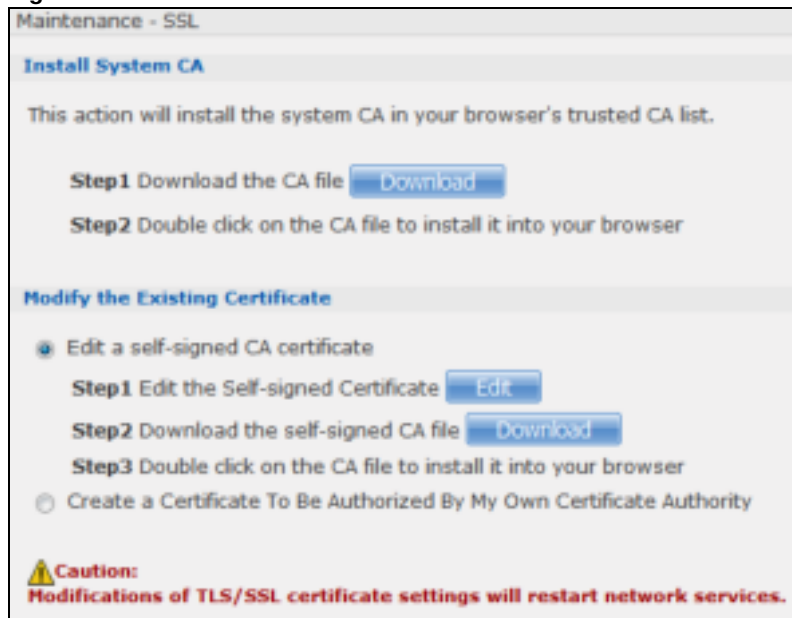 Maintenance - SSL
Install System CA
This action will install the system CA in your browser's trusted CA list.
Step1 Download the CA file Download
Step2 Double click on the CA file to install it into your browser
Modify the Existing Certificate
Edit a self-signed CA certificate
Step1 Edit the Self-signed Certificate Edit
Step2 Download the self-signed CA file Download
Step3 Double click on the CA file to install it into your browser
Create a Certificate To Be Authorized By My Own Certificate Authority
Caution:
Modifications of TLS/SSL certificate settings will restart network services.